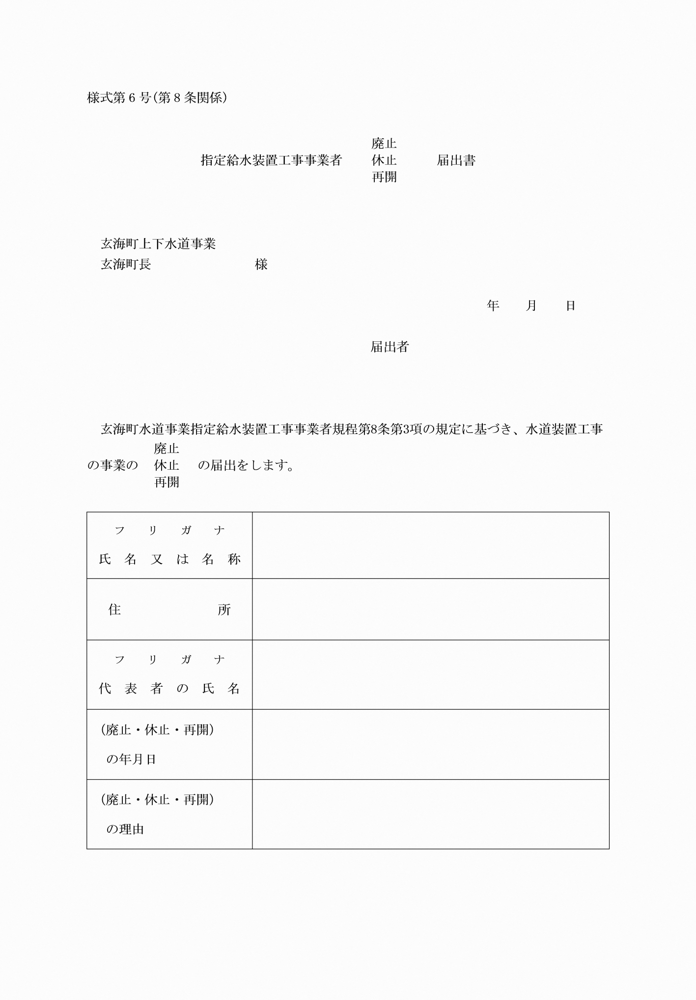 様式第6号(第8条関係)
廃止
指定給水装置工事事業者 休止 届出書
再開
玄海町上下水道事業
玄海町長 様
年 月 日
届出者
玄海町水道事業指定給水装置工事事業者規程第8条第3項の規定に基づき、水道装置工事
廃止
の事業の 休止 の届出をします。
再開
フリガナ
氏名又は名称
住所
フリガナ
代表者の氏名
(廃止・休止・再開)
の年月日
(廃止・休止・再開)
の理由